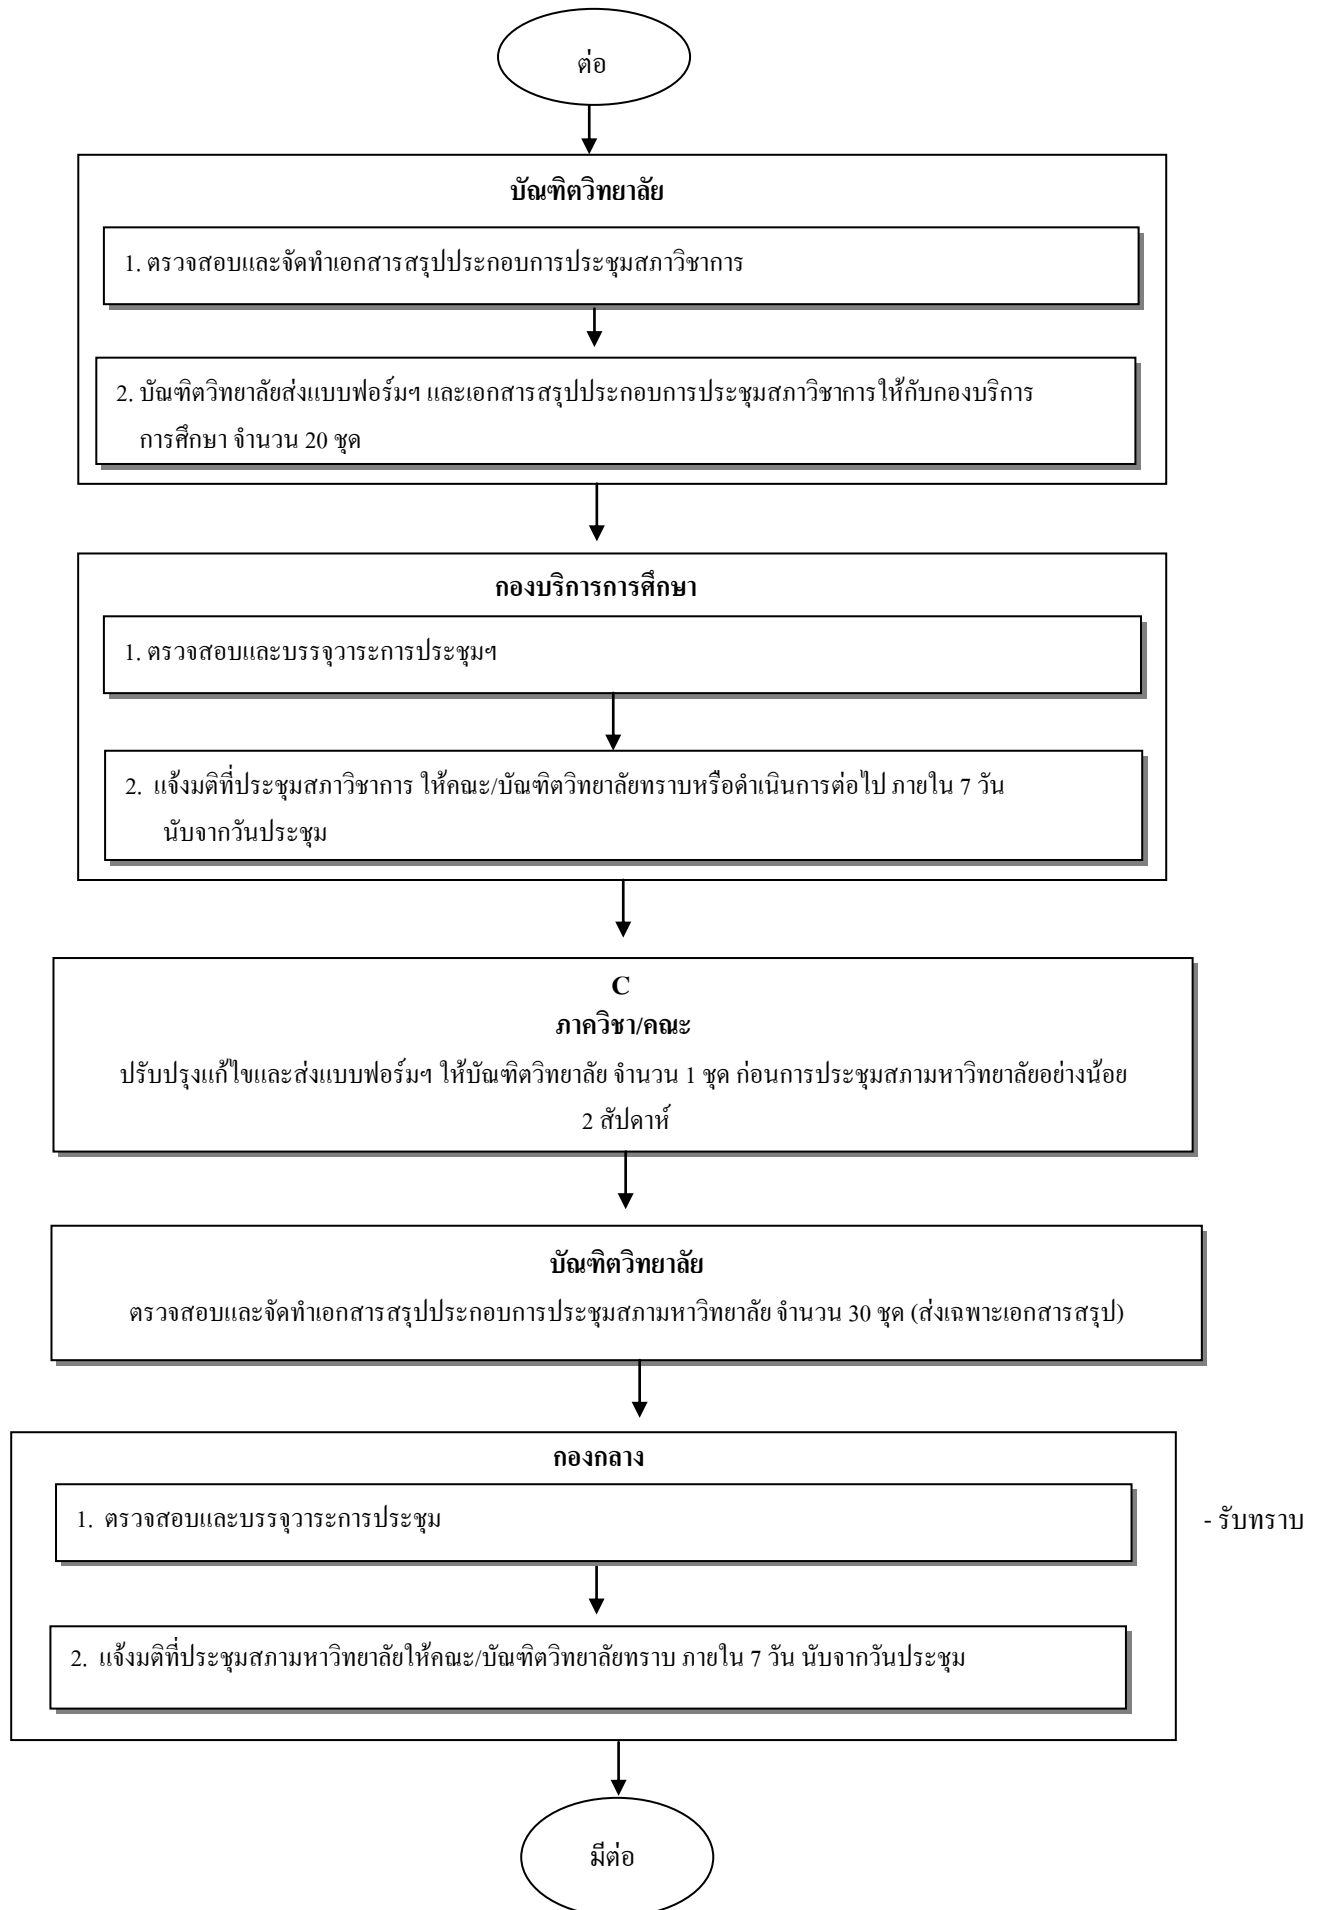 ต่อ
บัณฑิตวิทยาลัย
1. ตรวจสอบและจัดทำเอกสารสรุปประกอบการประชุมสภาวิชาการ
2. บัณฑิตวิทยาลัยส่งแบบฟอร์มฯ และเอกสารสรุปประกอบการประชุมสภาวิชาการให้กับกองบริการ
การศึกษา จำนวน 20 ชุด
กองบริการการศึกษา
1. ตรวจสอบและบรรจุวาระการประชุมฯ
2. แจ้งมติที่ประชุมสภาวิชาการ ให้คณะ/บัณฑิตวิทยาลัยทราบหรือดำเนินการต่อไป ภายใน 7 วัน
นับจากวันประชุม
C
ภาควิชา/คณะ
ปรับปรุงแก้ไขและส่งแบบฟอร์มฯ ให้บัณฑิตวิทยาลัย จำนวน 1 ชุด ก่อนการประชุมสภามหาวิทยาลัยอย่างน้อย
2 สัปดาห์
บัณฑิตวิทยาลัย
ตรวจสอบและจัดทำเอกสารสรุปประกอบการประชุมสภามหาวิทยาลัย จำนวน 30 ชุด (ส่งเฉพาะเอกสารสรุป)
กองกลาง
1. ตรวจสอบและบรรจุวาระการประชุม
- รับทราบ
2. แจ้งมติที่ประชุมสภามหาวิทยาลัยให้คณะ/บัณฑิตวิทยาลัยทราบ ภายใน 7 วัน นับจากวันประชุม
มีต่อ